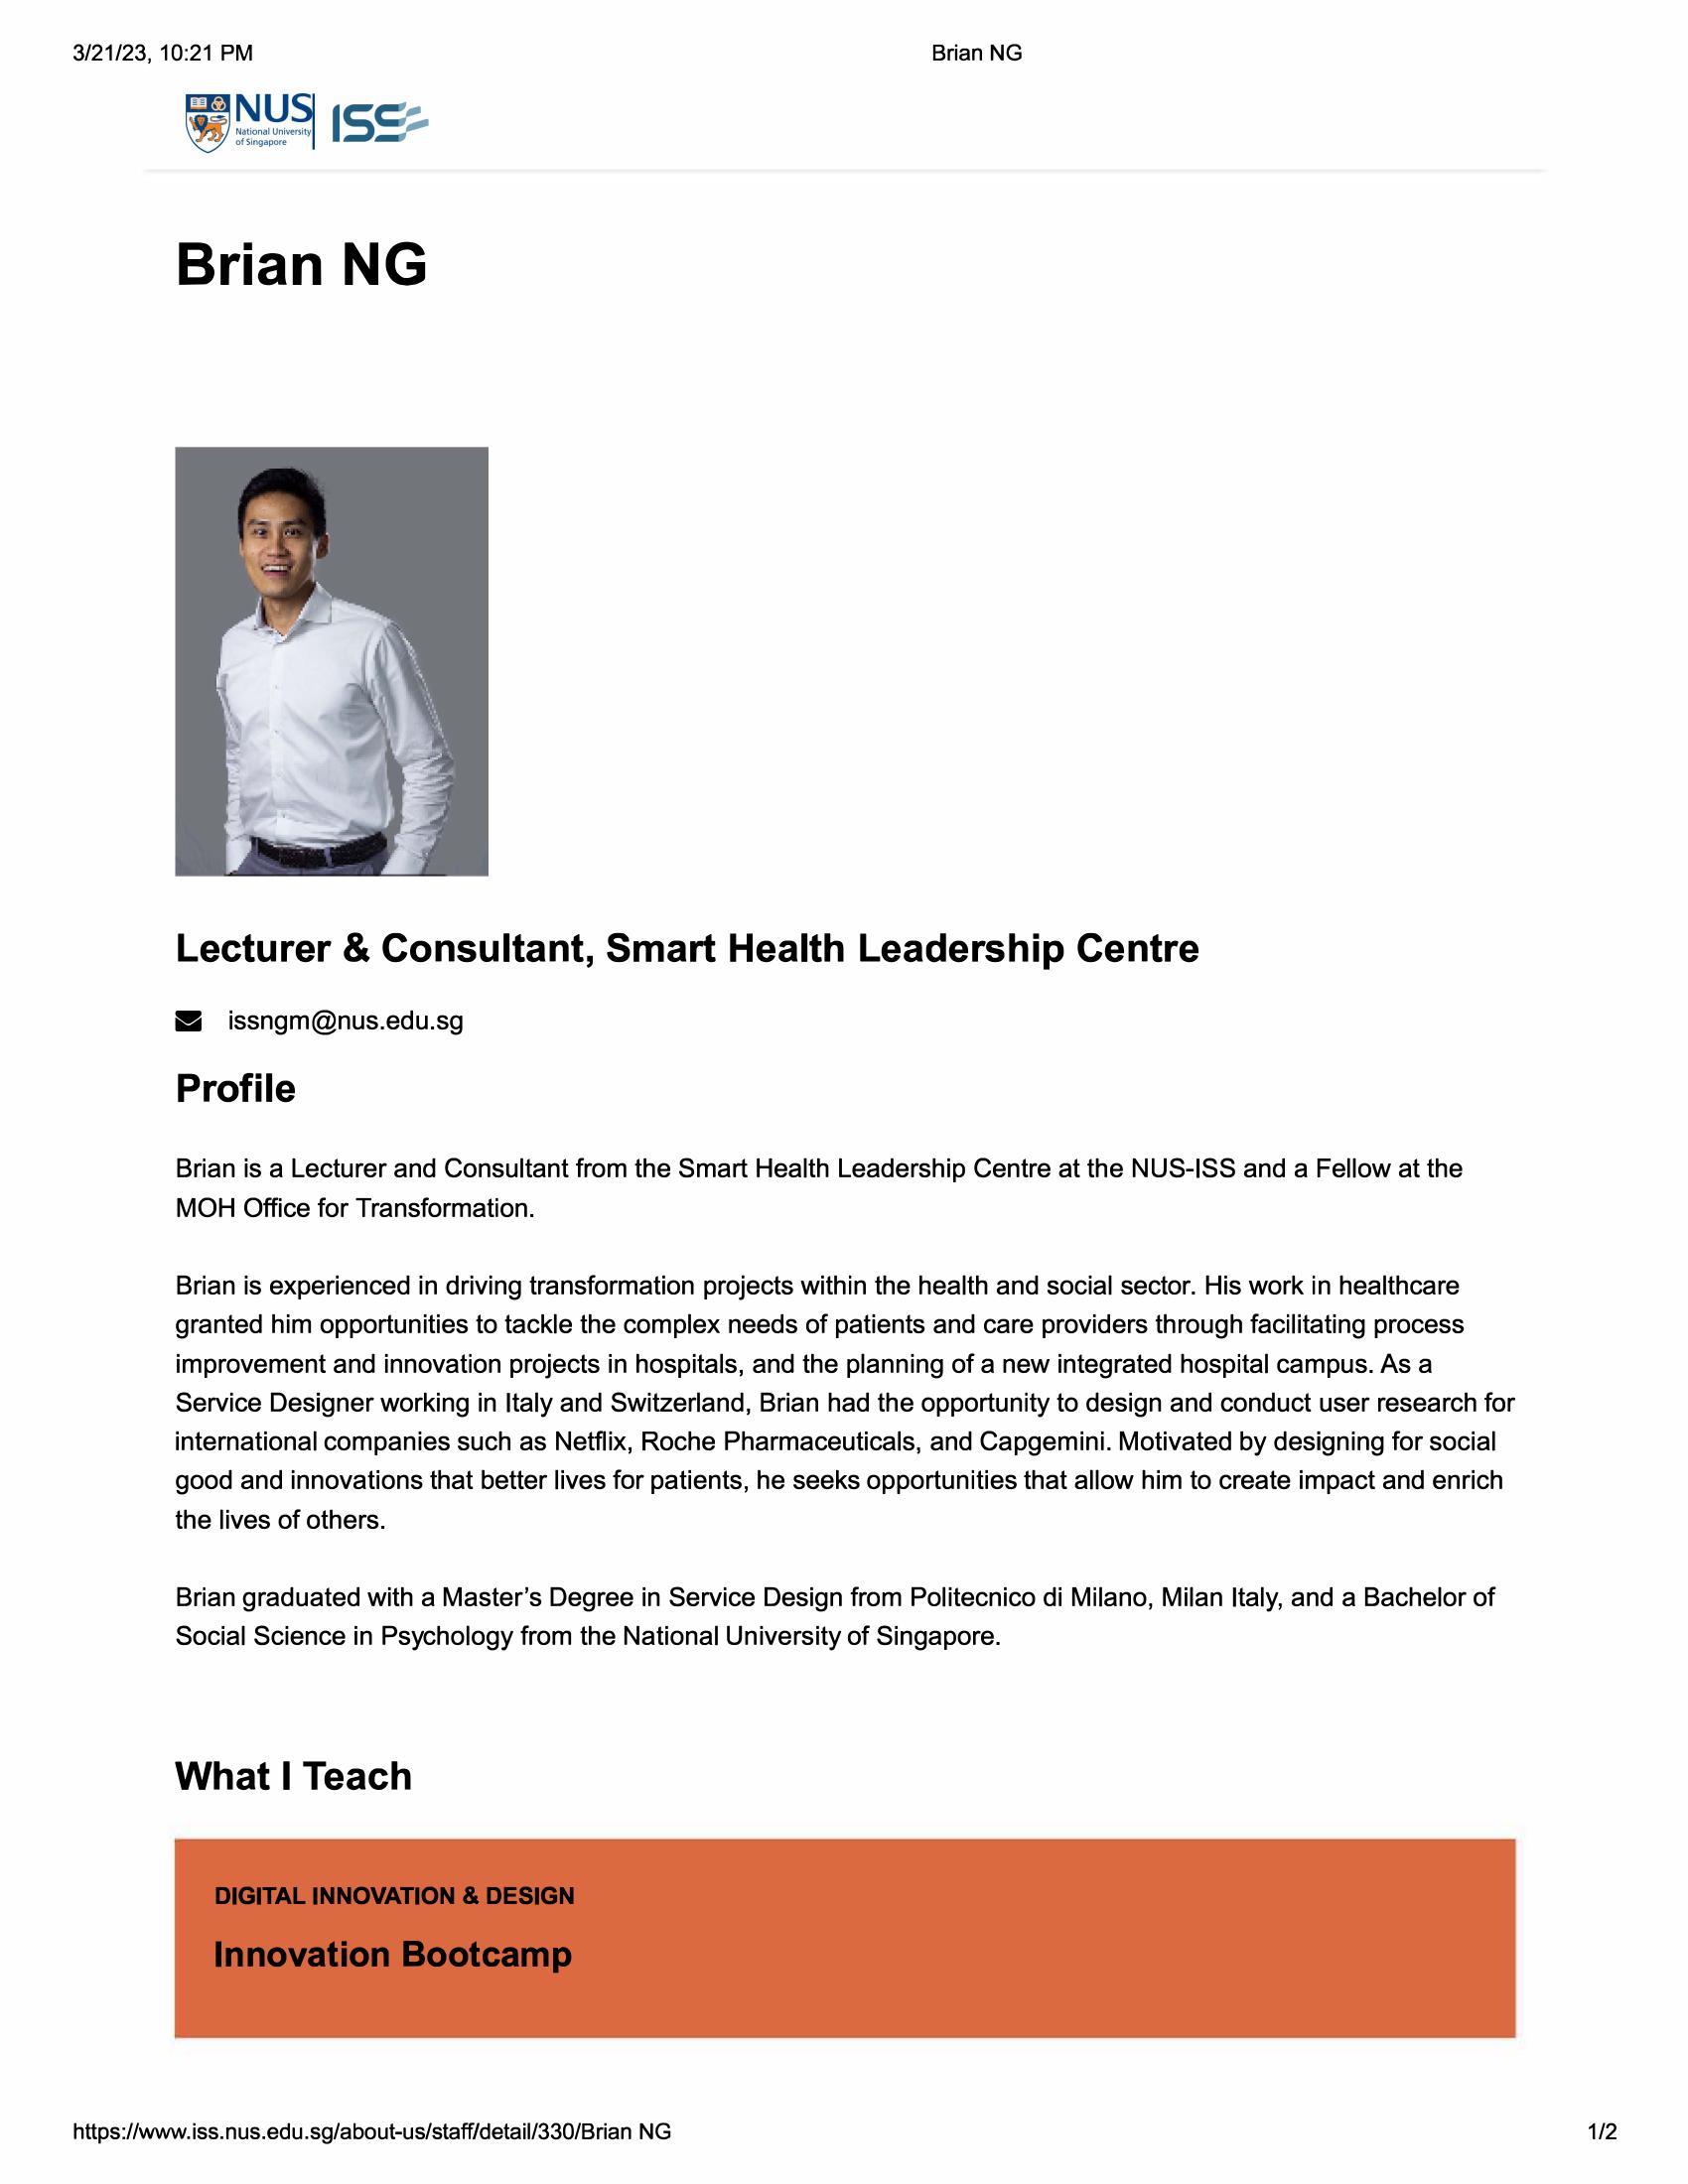 3/21/23, 10:21 PM
Brian NG
NUS
National University
of Singapore
ISS
Brian NG
Lecturer & Consultant, Smart Health Leadership Centre
issngm@nus.edu.sg
Profile
Brian is a Lecturer and Consultant from the Smart Health Leadership Centre at the NUS-ISS and a Fellow at the
MOH Office for Transformation.
Brian is experienced in driving transformation projects within the health and social sector. His work in healthcare
granted him opportunities to tackle the complex needs of patients and care providers through facilitating process
improvement and innovation projects in hospitals, and the planning of a new integrated hospital campus. As a
Service Designer working in Italy and Switzerland, Brian had the opportunity to design and conduct user research for
international companies such as Netflix, Roche Pharmaceuticals, and Capgemini. Motivated by designing for social
good and innovations that better lives for patients, he seeks opportunities that allow him to create impact and enrich
the lives of others.
Brian graduated with a Master’s Degree in Service Design from Politecnico di Milano, Milan Italy, and a Bachelor of
Social Science in Psychology from the National University of Singapore.
What I Teach
DIGITAL INNOVATION & DESIGN
Innovation Bootcamp
https://www.iss.nus.edu.sg/about-us/staff/detail/330/Brian NG
1/2